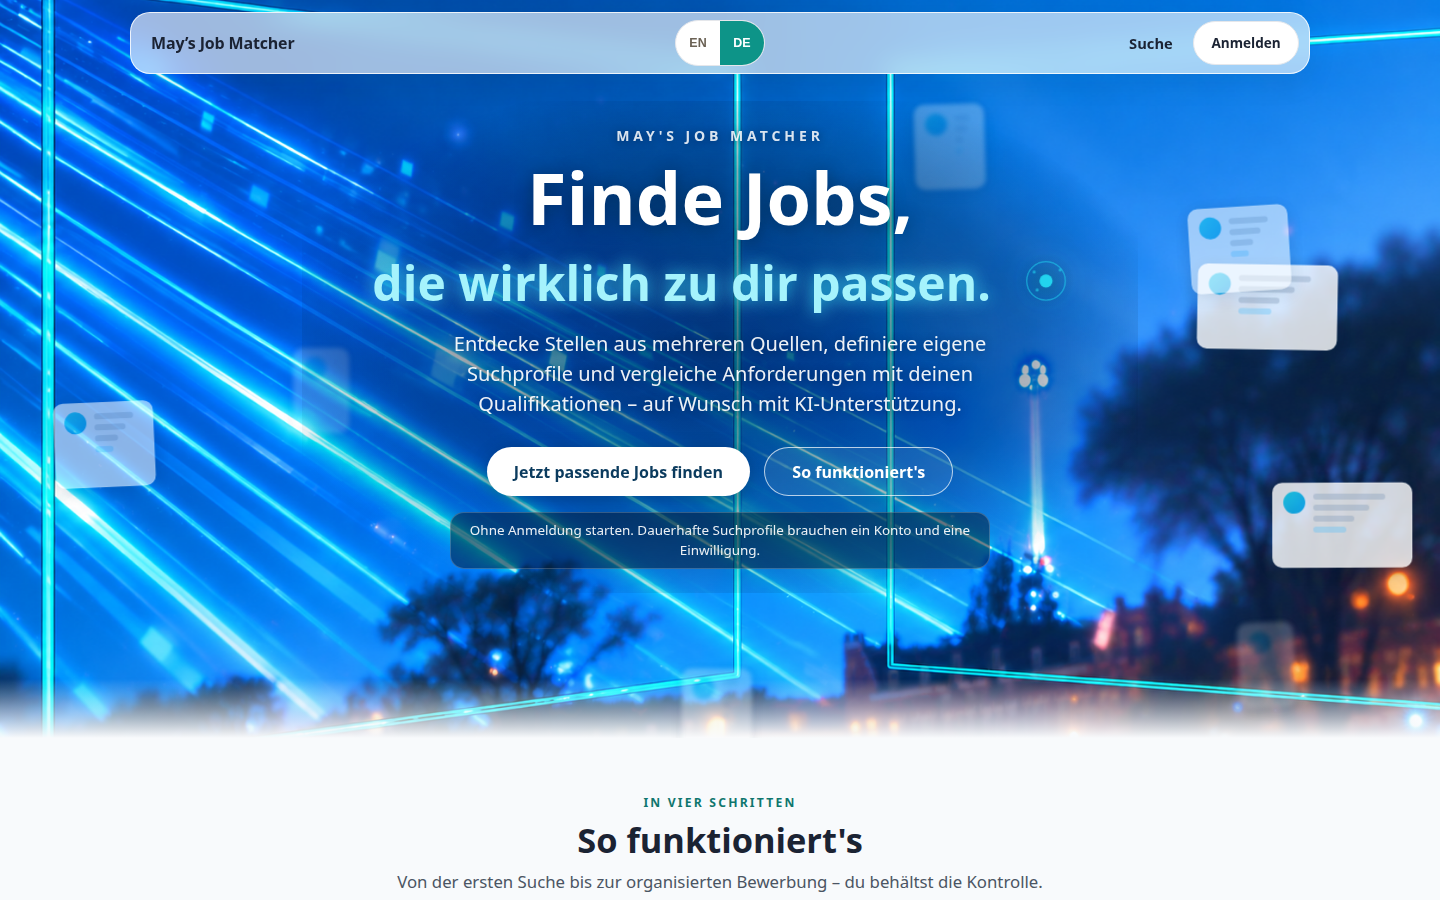 May’s Job Matcher
EN
DE
Suche
Anmelden
MAY'S JOB MATCHER
Finde Jobs,
die wirklich zu dir passen.
Entdecke Stellen aus mehreren Quellen, definiere eigene
Suchprofile und vergleiche Anforderungen mit deinen
Qualifikationen – auf Wunsch mit KI-Unterstützung.
Jetzt passende Jobs finden
So funktioniert's
Ohne Anmeldung starten. Dauerhafte Suchprofile brauchen ein Konto und eine
Einwilligung.
IN VIER SCHRITTEN
So funktioniert's
Von der ersten Suche bis zur organisierten Bewerbung – du behältst die Kontrolle.